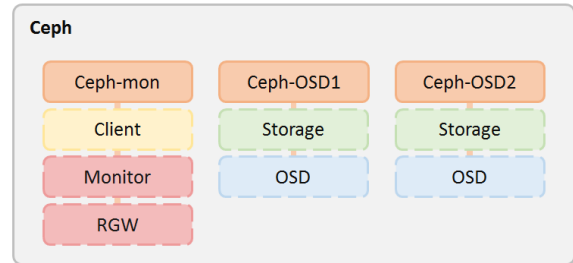 Ceph
Ceph-mon
Client
Monitor
RGW
Ceph-OSD1
Storage
OSD
Ceph-OSD2
Storage
OSD